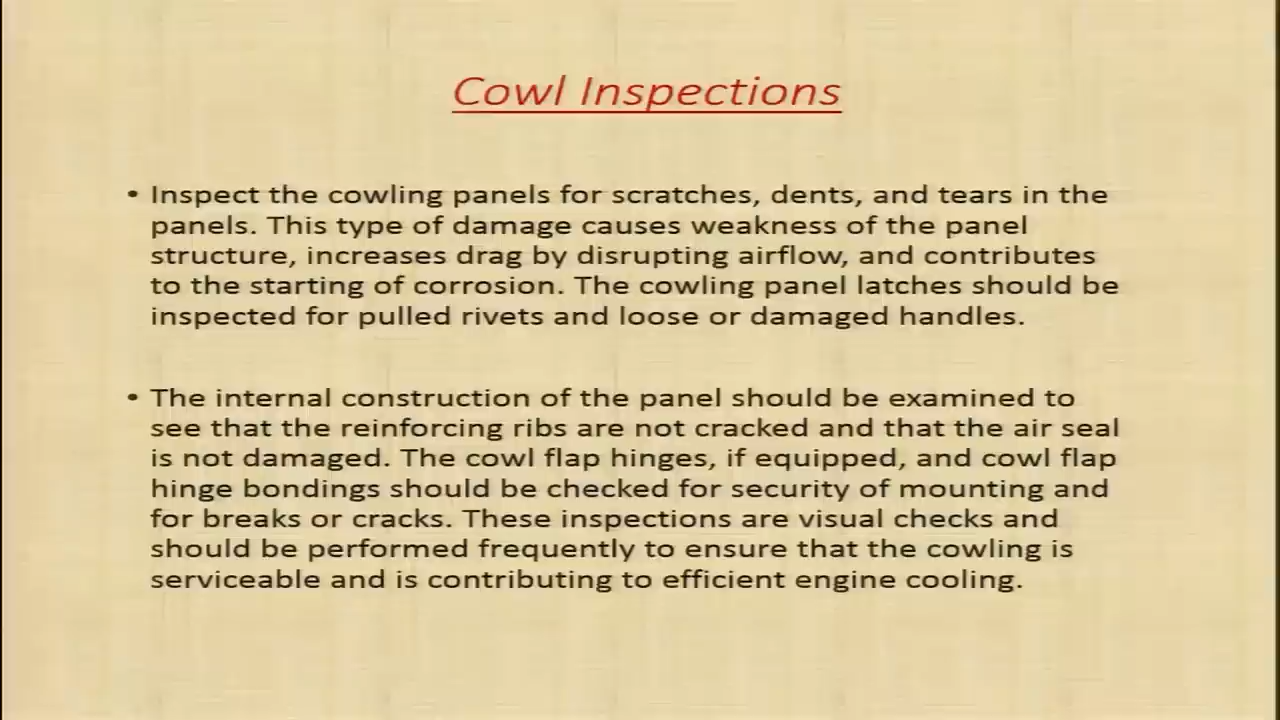 Cowl Inspections
• Inspect the cowling panels for scratches, dents, and tears in the
panels. This type of damage causes weakness of the panel
structure, increases drag by disrupting airflow, and contributes
to the starting of corrosion. The cowling panel latches should be
inspected for pulled rivets and loose or damaged handles.
• The internal construction of the panel should be examined to
see that the reinforcing ribs are not cracked and that the air seal
is not damaged. The cowl flap hinges, if equipped, and cowl flap
hinge bondings should be checked for security of mounting and
for breaks or cracks. These inspections are visual checks and
should be performed frequently to ensure that the cowling is
serviceable and is contributing to efficient engine cooling.